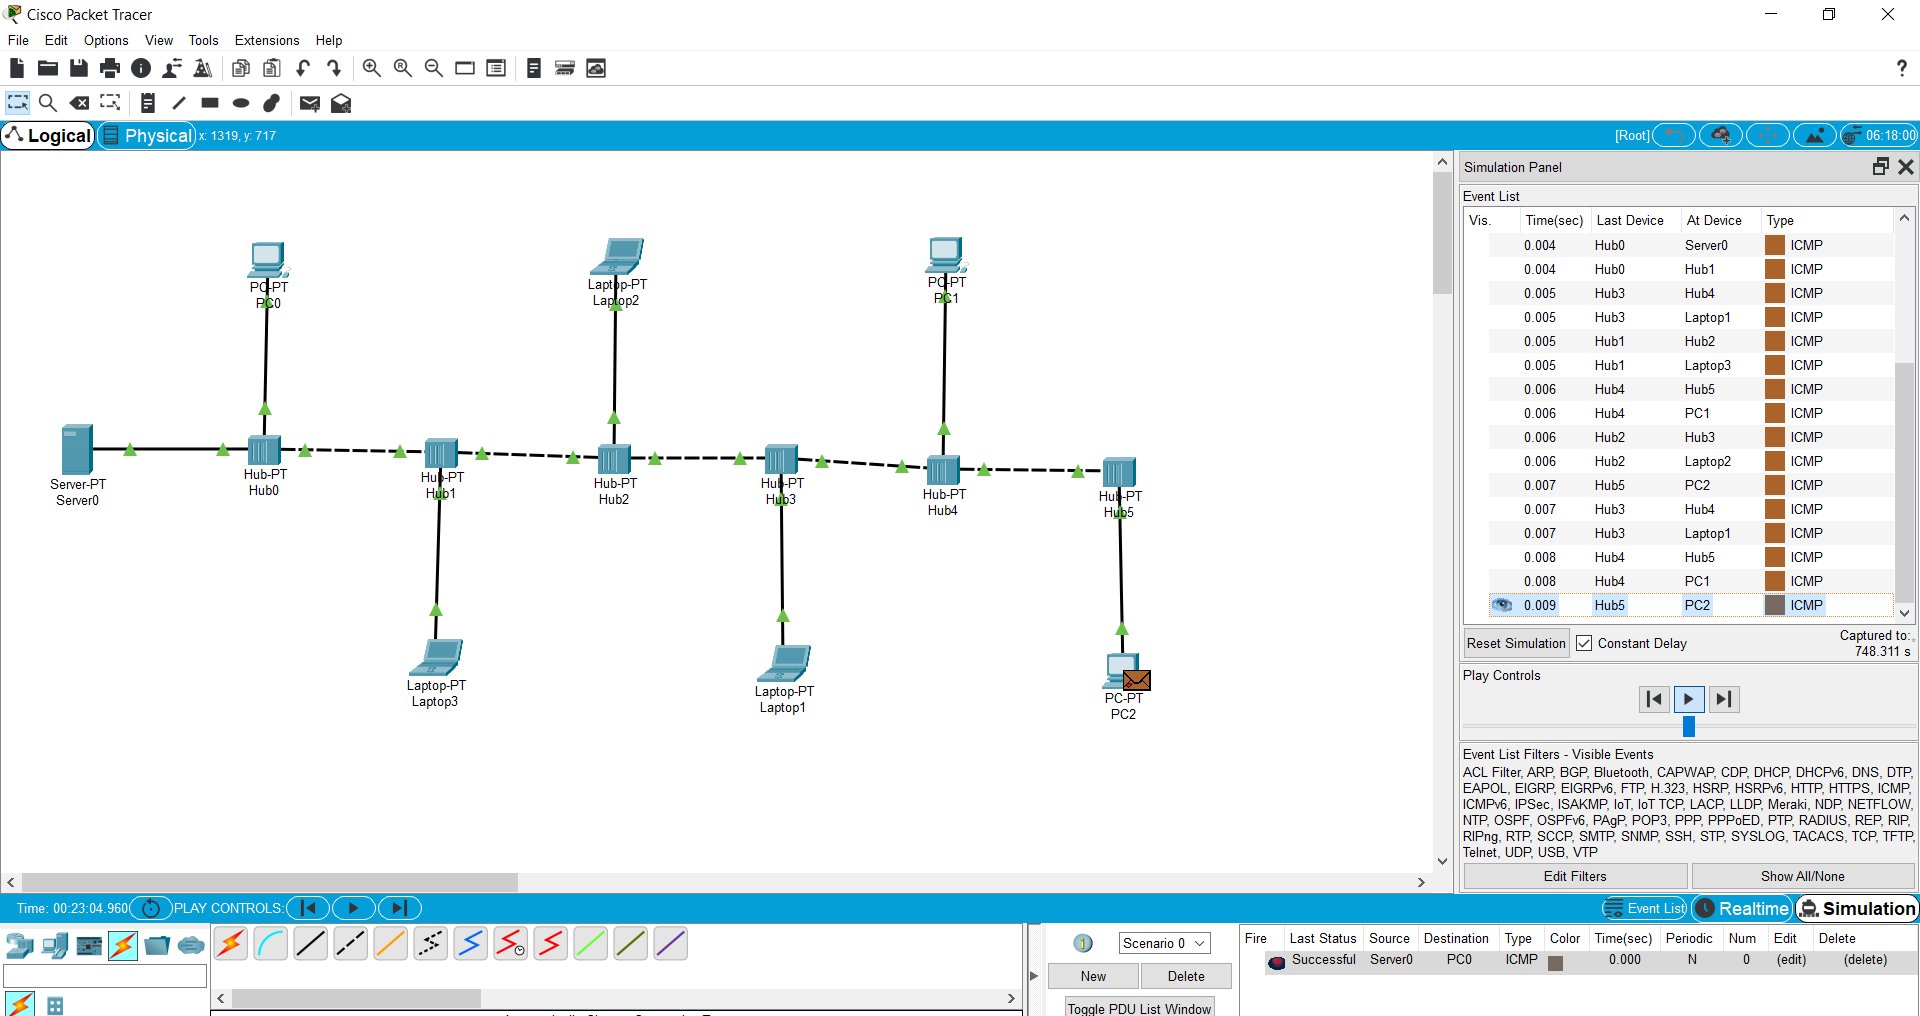 Cisco Packet Tracer
File Edit Options View Tools Extensions Help
?
Logical Physical x: 1319, y: 717 [Root] 06:18:00
PC-PT
PC0
Laptop-PT
Laptop2
PC-PT
PC1
Server-PT
Server0
Hub-PT
Hub0
Hub-PT
Hub1
Hub-PT
Hub2
Hub-PT
Hub3
Hub-PT
Hub4
Hub-PT
Hub5
Laptop-PT
Laptop3
Laptop-PT
Laptop1
PC-PT
PC2
Simulation Panel
Event List
Vis. Time(sec) Last Device At Device Type
0.004 Hub0 Server0 ICMP
0.004 Hub0 Hub1 ICMP
0.005 Hub3 Hub4 ICMP
0.005 Hub3 Laptop1 ICMP
0.005 Hub1 Hub2 ICMP
0.005 Hub1 Laptop3 ICMP
0.006 Hub4 Hub5 ICMP
0.006 Hub4 PC1 ICMP
0.006 Hub2 Hub3 ICMP
0.006 Hub2 Laptop2 ICMP
0.007 Hub5 PC2 ICMP
0.007 Hub3 Hub4 ICMP
0.007 Hub3 Laptop1 ICMP
0.008 Hub4 Hub5 ICMP
0.008 Hub4 PC1 ICMP
0.009 Hub5 PC2 ICMP
Reset Simulation Constant Delay Captured to:
748.311 s
Play Controls
Event List Filters - Visible Events
ACL Filter, ARP, BGP, Bluetooth, CAPWAP, CDP, DHCP, DHCPv6, DNS, DTP,
EAPOL, EIGRP, EIGRPv6, FTP, H.323, HSRP, HSRPv6, HTTP, HTTPS, ICMP,
ICMPv6, IPSec, ISAKMP, IoT, IoT TCP, LACP, LLDP, Meraki, NDP, NETFLOW,
NTP, OSPF, OSPFv6, PAgP, POP3, PPP, PPPoED, PTP, RADIUS, REP, RIP,
RIPng, RTP, SCCP, SMTP, SNMP, SSH, STP, SYSLOG, TACACS, TCP, TFTP,
Telnet, UDP, USB, VTP
Edit Filters Show All/None
Time: 00:23:04.960 PLAY CONTROLS: Event List Realtime Simulation
1 Scenario 0
New Delete
Toggle PDU List Window
Fire Last Status Source Destination Type Color Time(sec) Periodic Num Edit Delete
Successful Server0 PC0 ICMP 0.000 N 0 (edit) (delete)